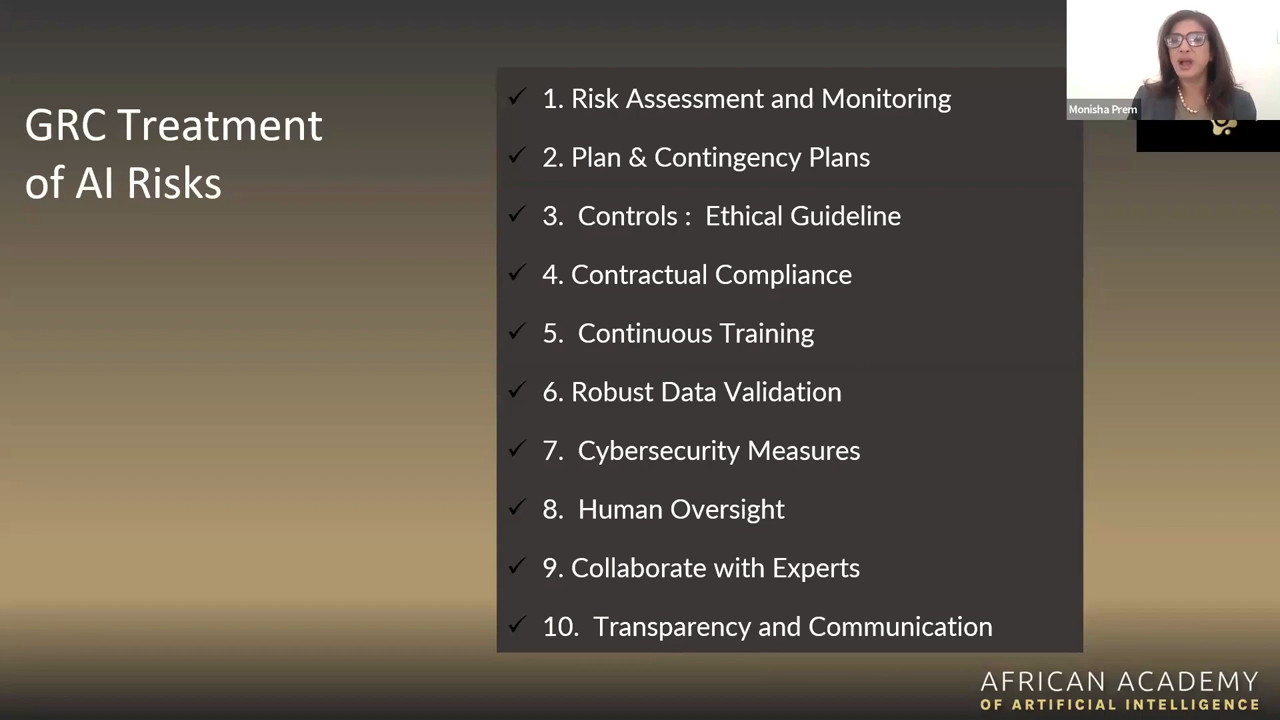 GRC Treatment
of AI Risks
✓ 1. Risk Assessment and Monitoring
✓ 2. Plan & Contingency Plans
✓ 3. Controls : Ethical Guideline
✓ 4. Contractual Compliance
✓ 5. Continuous Training
✓ 6. Robust Data Validation
✓ 7. Cybersecurity Measures
✓ 8. Human Oversight
✓ 9. Collaborate with Experts
✓ 10. Transparency and Communication
Monisha Prem
AFRICAN ACADEMY
OF ARTIFICIAL INTELLIGENCE